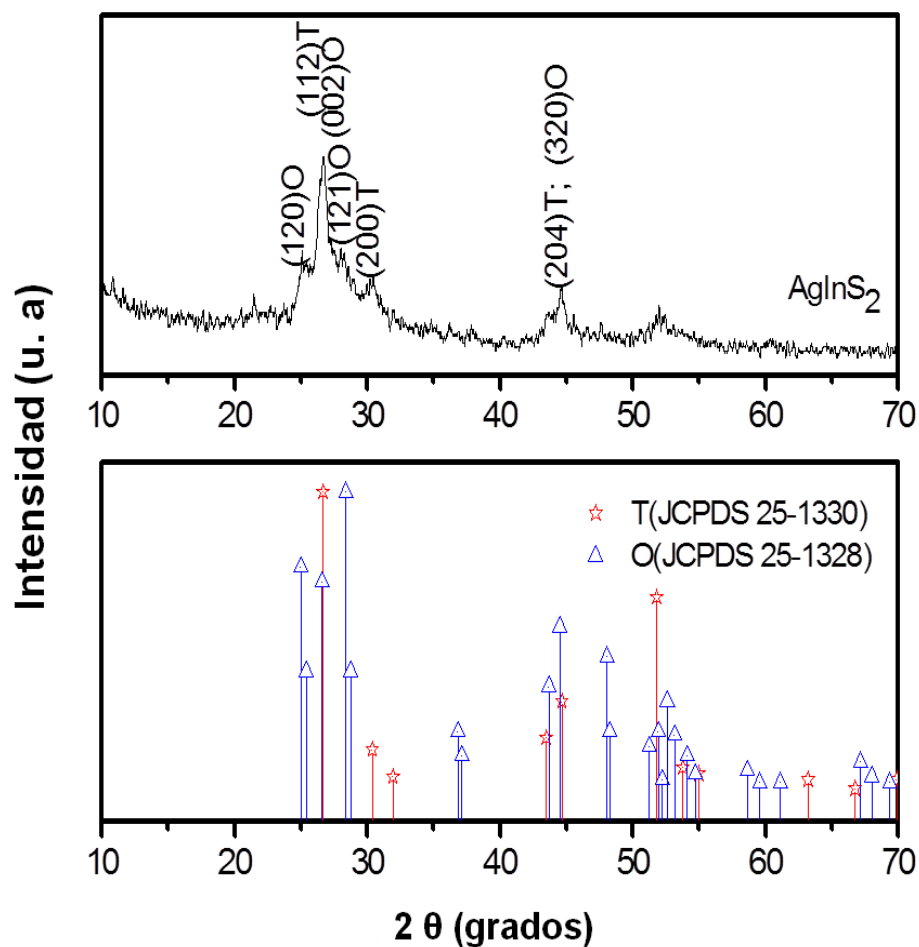 Intensidad (u. a)
(120)O
(112)T
(002)O
(121)O
(200)T
(204)T; (320)O
AgInS2
10 20 30 40 50 60 70
T(JCPDS 25-1330)
O(JCPDS 25-1328)
10 20 30 40 50 60 70
2 θ (grados)